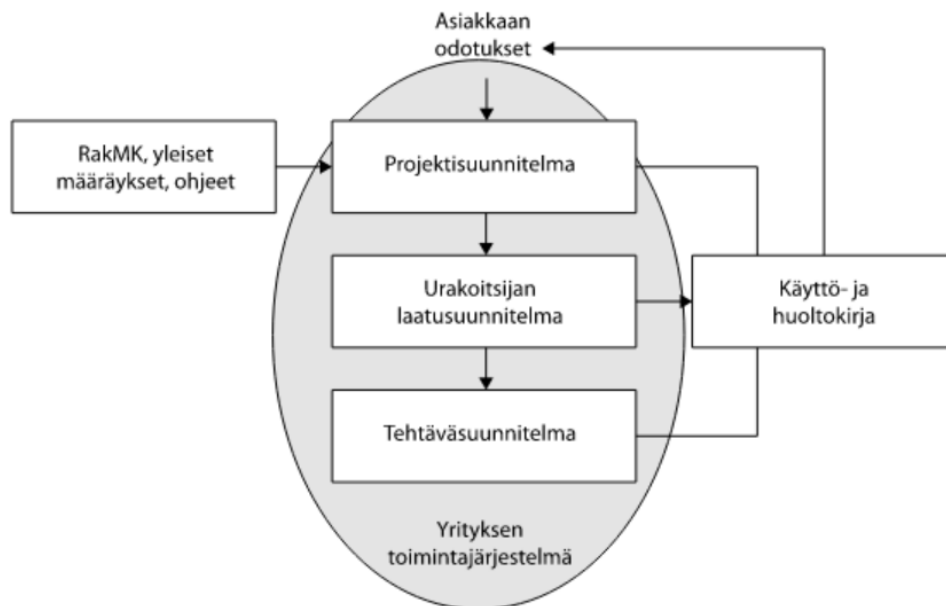 Asiakkaan
odotukset
RakMK, yleiset
määräykset, ohjeet
Projektisuunnitelma
Urakoitsijan
laatusuunnitelma
Käyttö- ja
huoltokirja
Tehtäväsuunnitelma
Yrityksen
toimintajärjestelmä